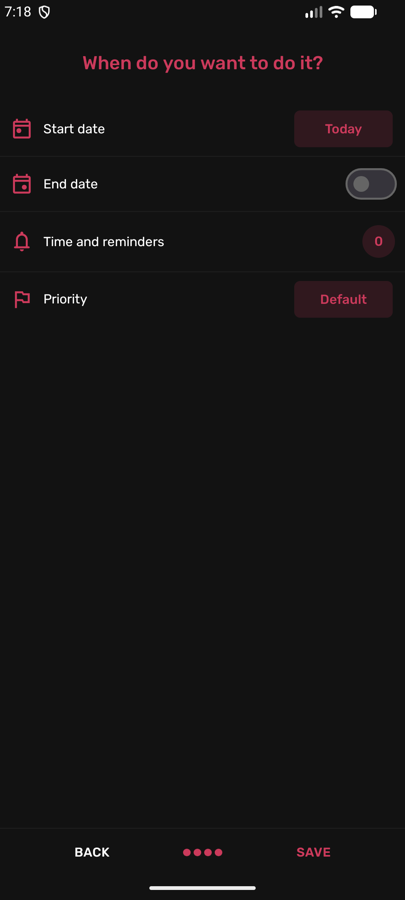 7:18
When do you want to do it?
Start date
Today
End date
Time and reminders
0
Priority
Default
BACK
SAVE